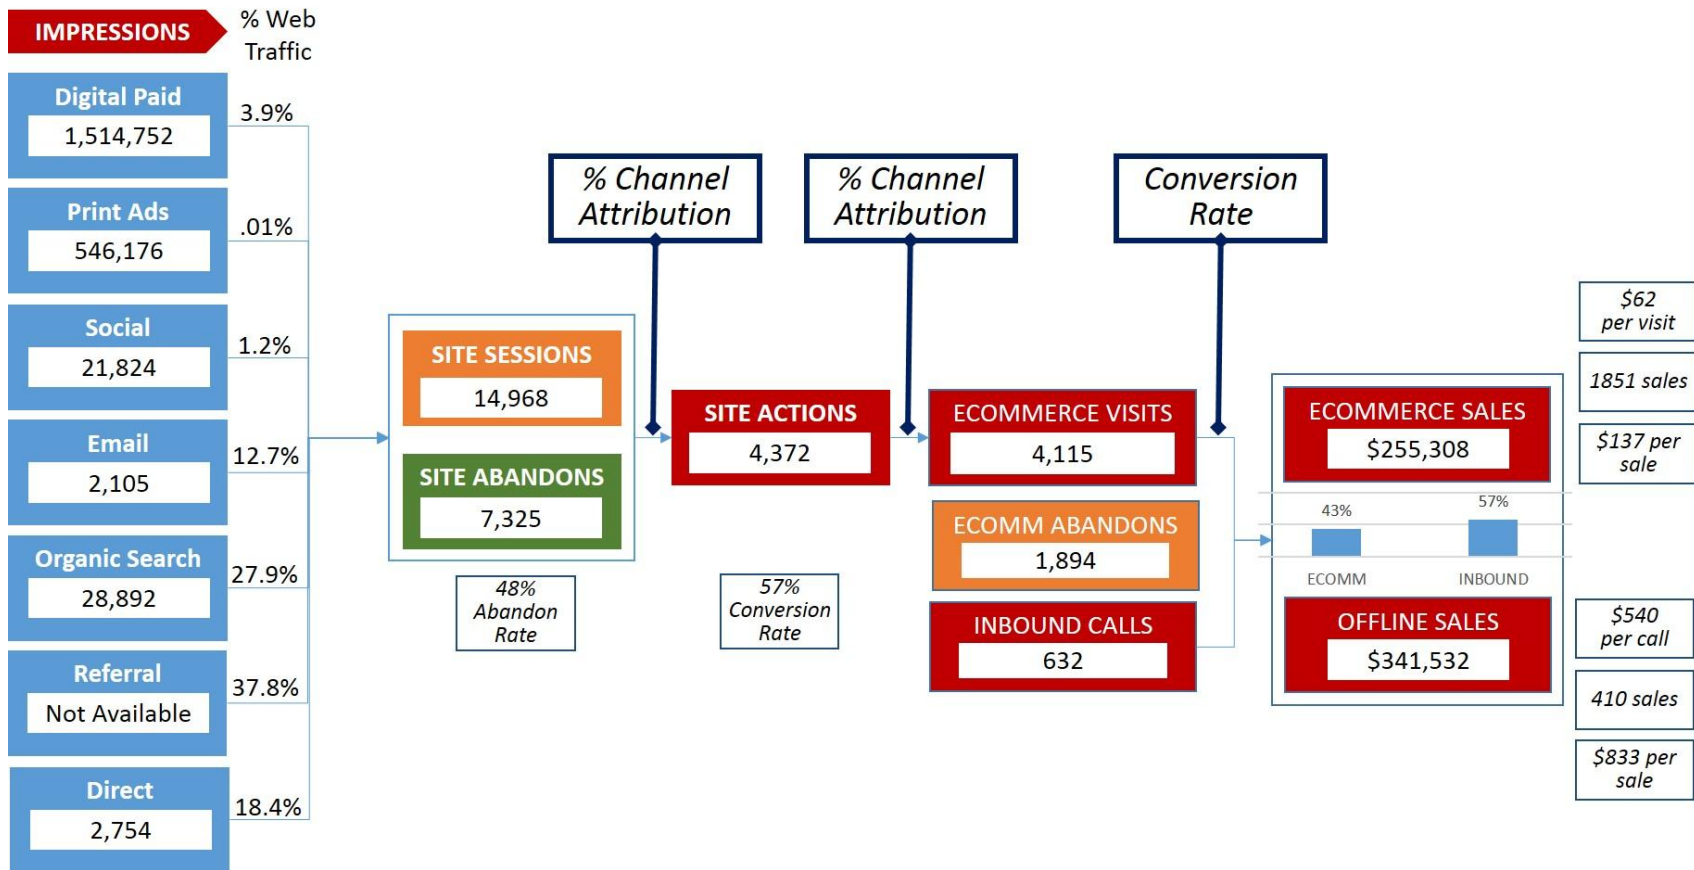 IMPRESSIONS
% Web
Traffic
Digital Paid
1,514,752
3.9%
Print Ads
546,176
.01%
Social
21,824
1.2%
Email
2,105
12.7%
Organic Search
28,892
27.9%
Referral
Not Available
37.8%
Direct
2,754
18.4%
SITE SESSIONS
14,968
SITE ABANDONS
7,325
48%
Abandon
Rate
% Channel
Attribution
SITE ACTIONS
4,372
57%
Conversion
Rate
% Channel
Attribution
ECOMMERCE VISITS
4,115
ECOMM ABANDONS
1,894
INBOUND CALLS
632
Conversion
Rate
ECOMMERCE SALES
$255,308
43%
57%
ECOMM
INBOUND
OFFLINE SALES
$341,532
$62
per visit
1851 sales
$137 per
sale
$540
per call
410 sales
$833 per
sale